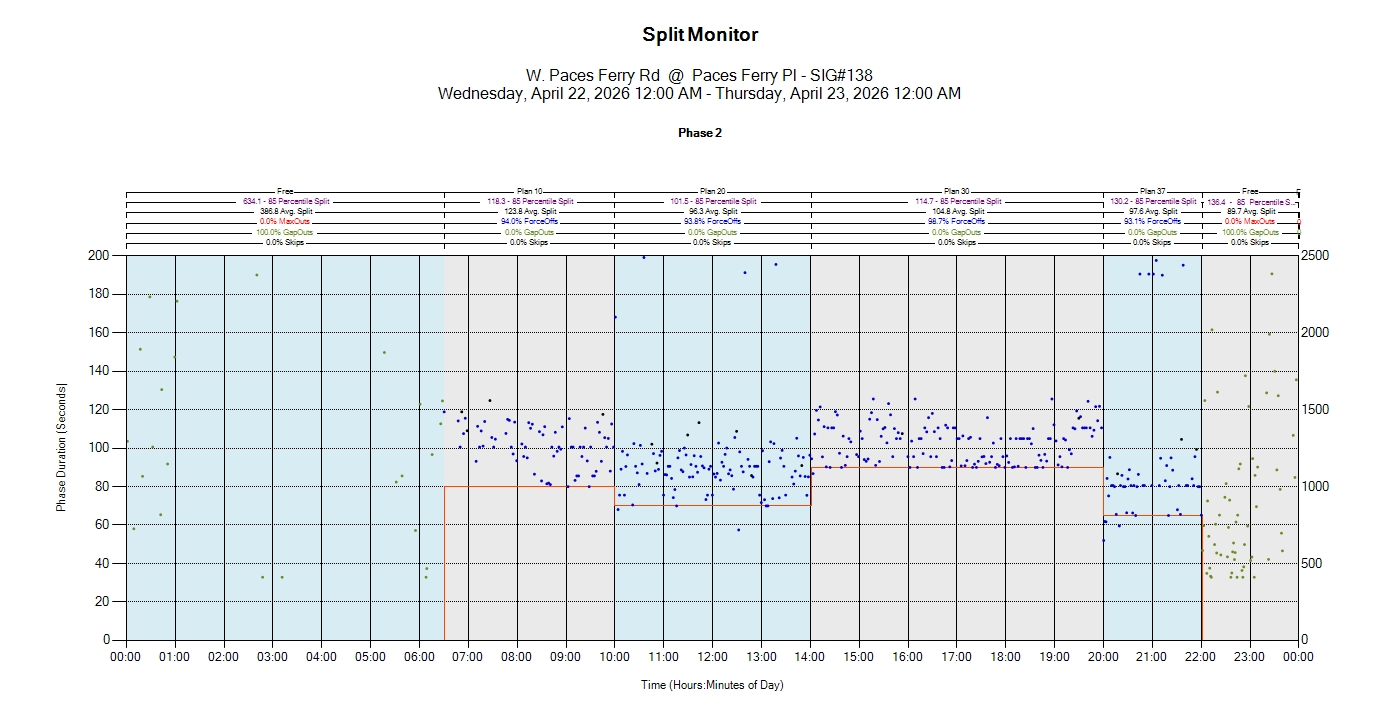 Split Monitor
W. Paces Ferry Rd @ Paces Ferry Pl - SIG#138
Wednesday, April 22, 2026 12:00 AM - Thursday, April 23, 2026 12:00 AM
Phase 2
Free Plan 10 Plan 20 Plan 30 Plan 37 Free F
634.1 - 85 Percentile Split 118.3 - 85 Percentile Split 101.5 - 85 Percentile Split 114.7 - 85 Percentile Split 130.2 - 85 Percentile Split 136.4 - 85 Percentile S...
386.8 Avg. Split 123.8 Avg. Split 96.3 Avg. Split 104.8 Avg. Split 97.6 Avg. Split 89.7 Avg. Split
0.0% MaxOuts 94.0% ForceOffs 93.8% ForceOffs 98.7% ForceOffs 93.1% ForceOffs 0.0% MaxOuts
100.0% GapOuts 0.0% GapOuts 0.0% GapOuts 0.0% GapOuts 0.0% GapOuts 100.0% GapOuts
0.0% Skips 0.0% Skips 0.0% Skips 0.0% Skips 0.0% Skips 0.0% Skips
200 2500
180
160 2000
140
120 1500
100
80 1000
60
40 500
20
0 0
Phase Duration (Seconds)
00:00 01:00 02:00 03:00 04:00 05:00 06:00 07:00 08:00 09:00 10:00 11:00 12:00 13:00 14:00 15:00 16:00 17:00 18:00 19:00 20:00 21:00 22:00 23:00 00:00
Time (Hours:Minutes of Day)